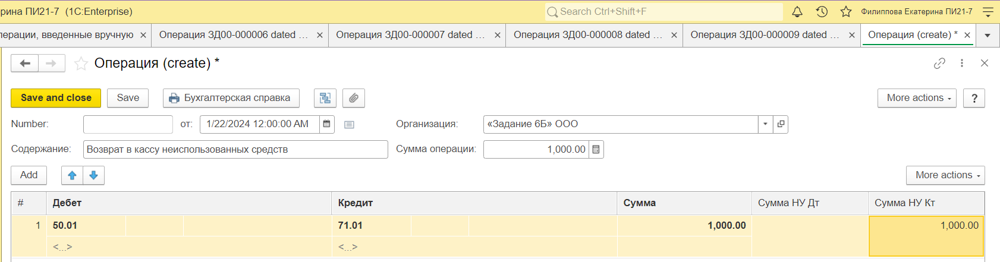 рина ПИ21-7 (1C:Enterprise) Search Ctrl+Shift+F Филиппова Екатерина ПИ21-7
перации, введенные вручную × Операция ЗД00-000006 dated ... × Операция ЗД00-000007 dated ... × Операция ЗД00-000008 dated ... × Операция ЗД00-000009 dated ... × Операция (create) * ×
Операция (create) *
Save and close Save Бухгалтерская справка More actions ?
Number: от: 1/22/2024 12:00:00 AM Организация: «Задание 6Б» ООО
Содержание: Возврат в кассу неиспользованных средств Сумма операции: 1,000.00
Add More actions
# Дебет Кредит Сумма Сумма НУ Дт Сумма НУ Кт
1 50.01 71.01 1,000.00 1,000.00
<...> <...>